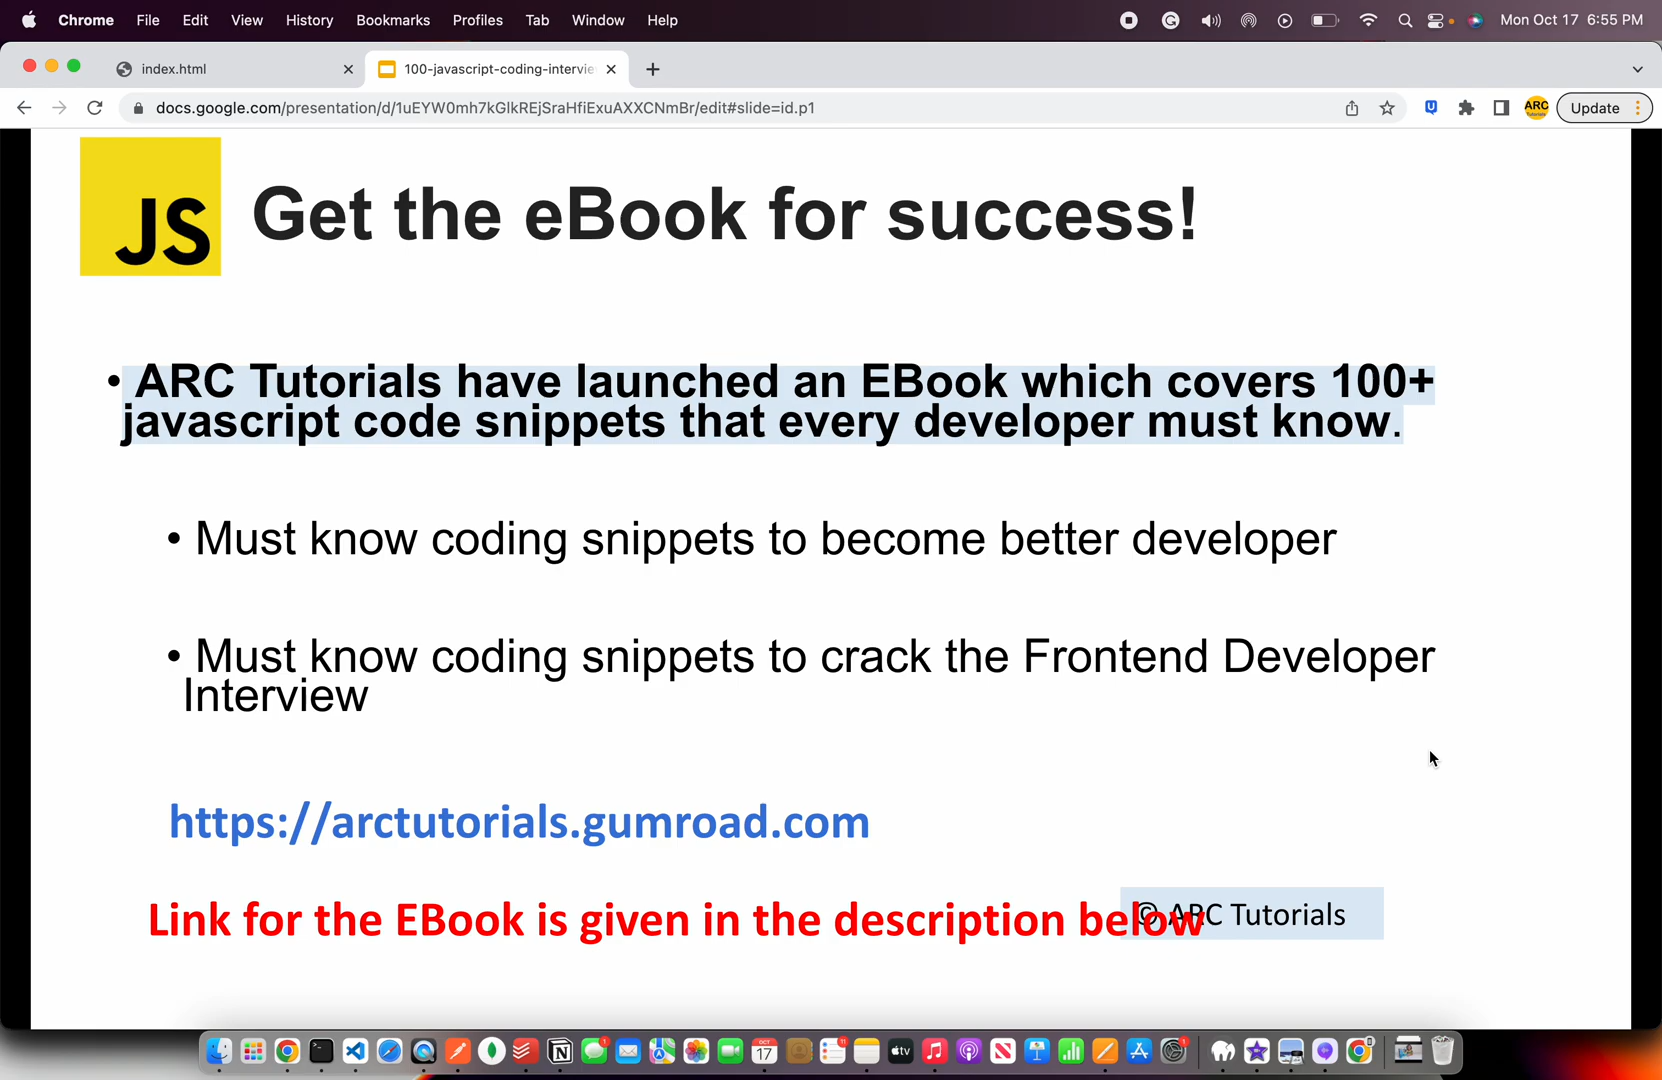 Chrome File Edit View History Bookmarks Profiles Tab Window Help Mon Oct 17 6:55 PM
index.html 100-javascript-coding-intervie
docs.google.com/presentation/d/1uEYW0mh7kGlkREjSraHfiExuAXXCNmBr/edit#slide=id.p1 ARC Update
JS Get the eBook for success!
• ARC Tutorials have launched an EBook which covers 100+
javascript code snippets that every developer must know.
• Must know coding snippets to become better developer
• Must know coding snippets to crack the Frontend Developer
Interview
https://arctutorials.gumroad.com
Link for the EBook is given in the description below
© ARC Tutorials
OCT
17
tv